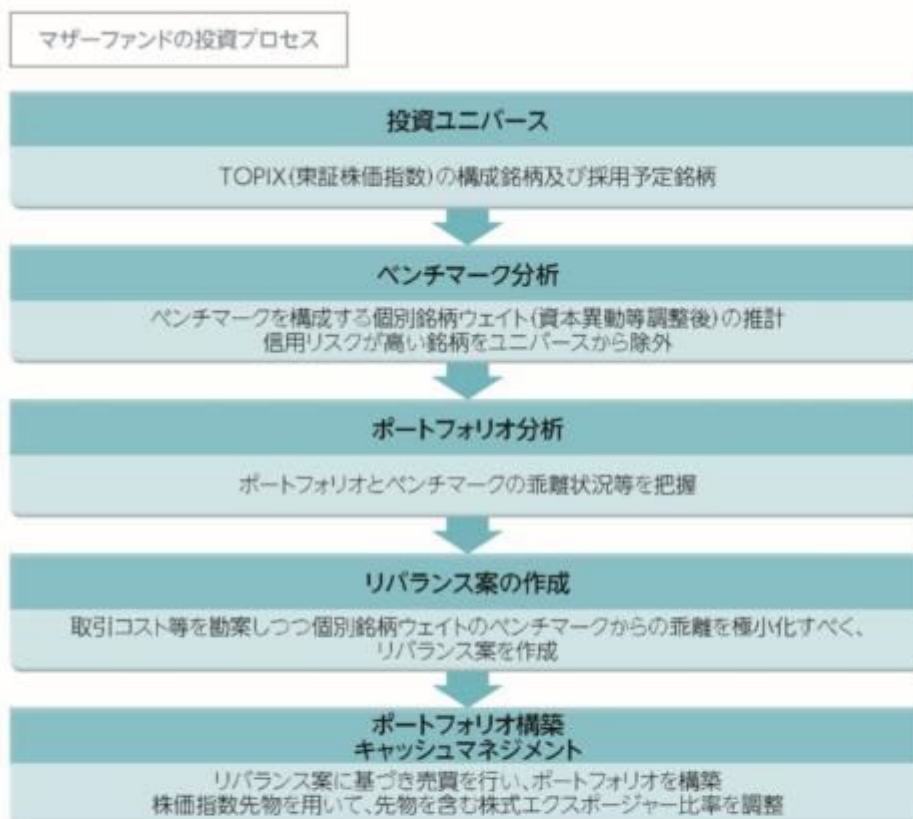 マザーファンドの投資プロセス
投資ユニバース
TOPIX(東証株価指数)の構成銘柄及び採用予定銘柄
ベンチマーク分析
ベンチマークを構成する個別銘柄ウェイト(資本異動等調整後)の推計
信用リスクが高い銘柄をユニバースから除外
ポートフォリオ分析
ポートフォリオとベンチマークの乖離状況等を把握
リバランス案の作成
取引コスト等を勘案しつつ個別銘柄ウェイトのベンチマークからの乖離を極小化すべく、
リバランス案を作成
ポートフォリオ構築
キャッシュマネジメント
リバランス案に基づき売買を行い、ポートフォリオを構築
株価指数先物を用いて、先物を含む株式エクスポージャー比率を調整